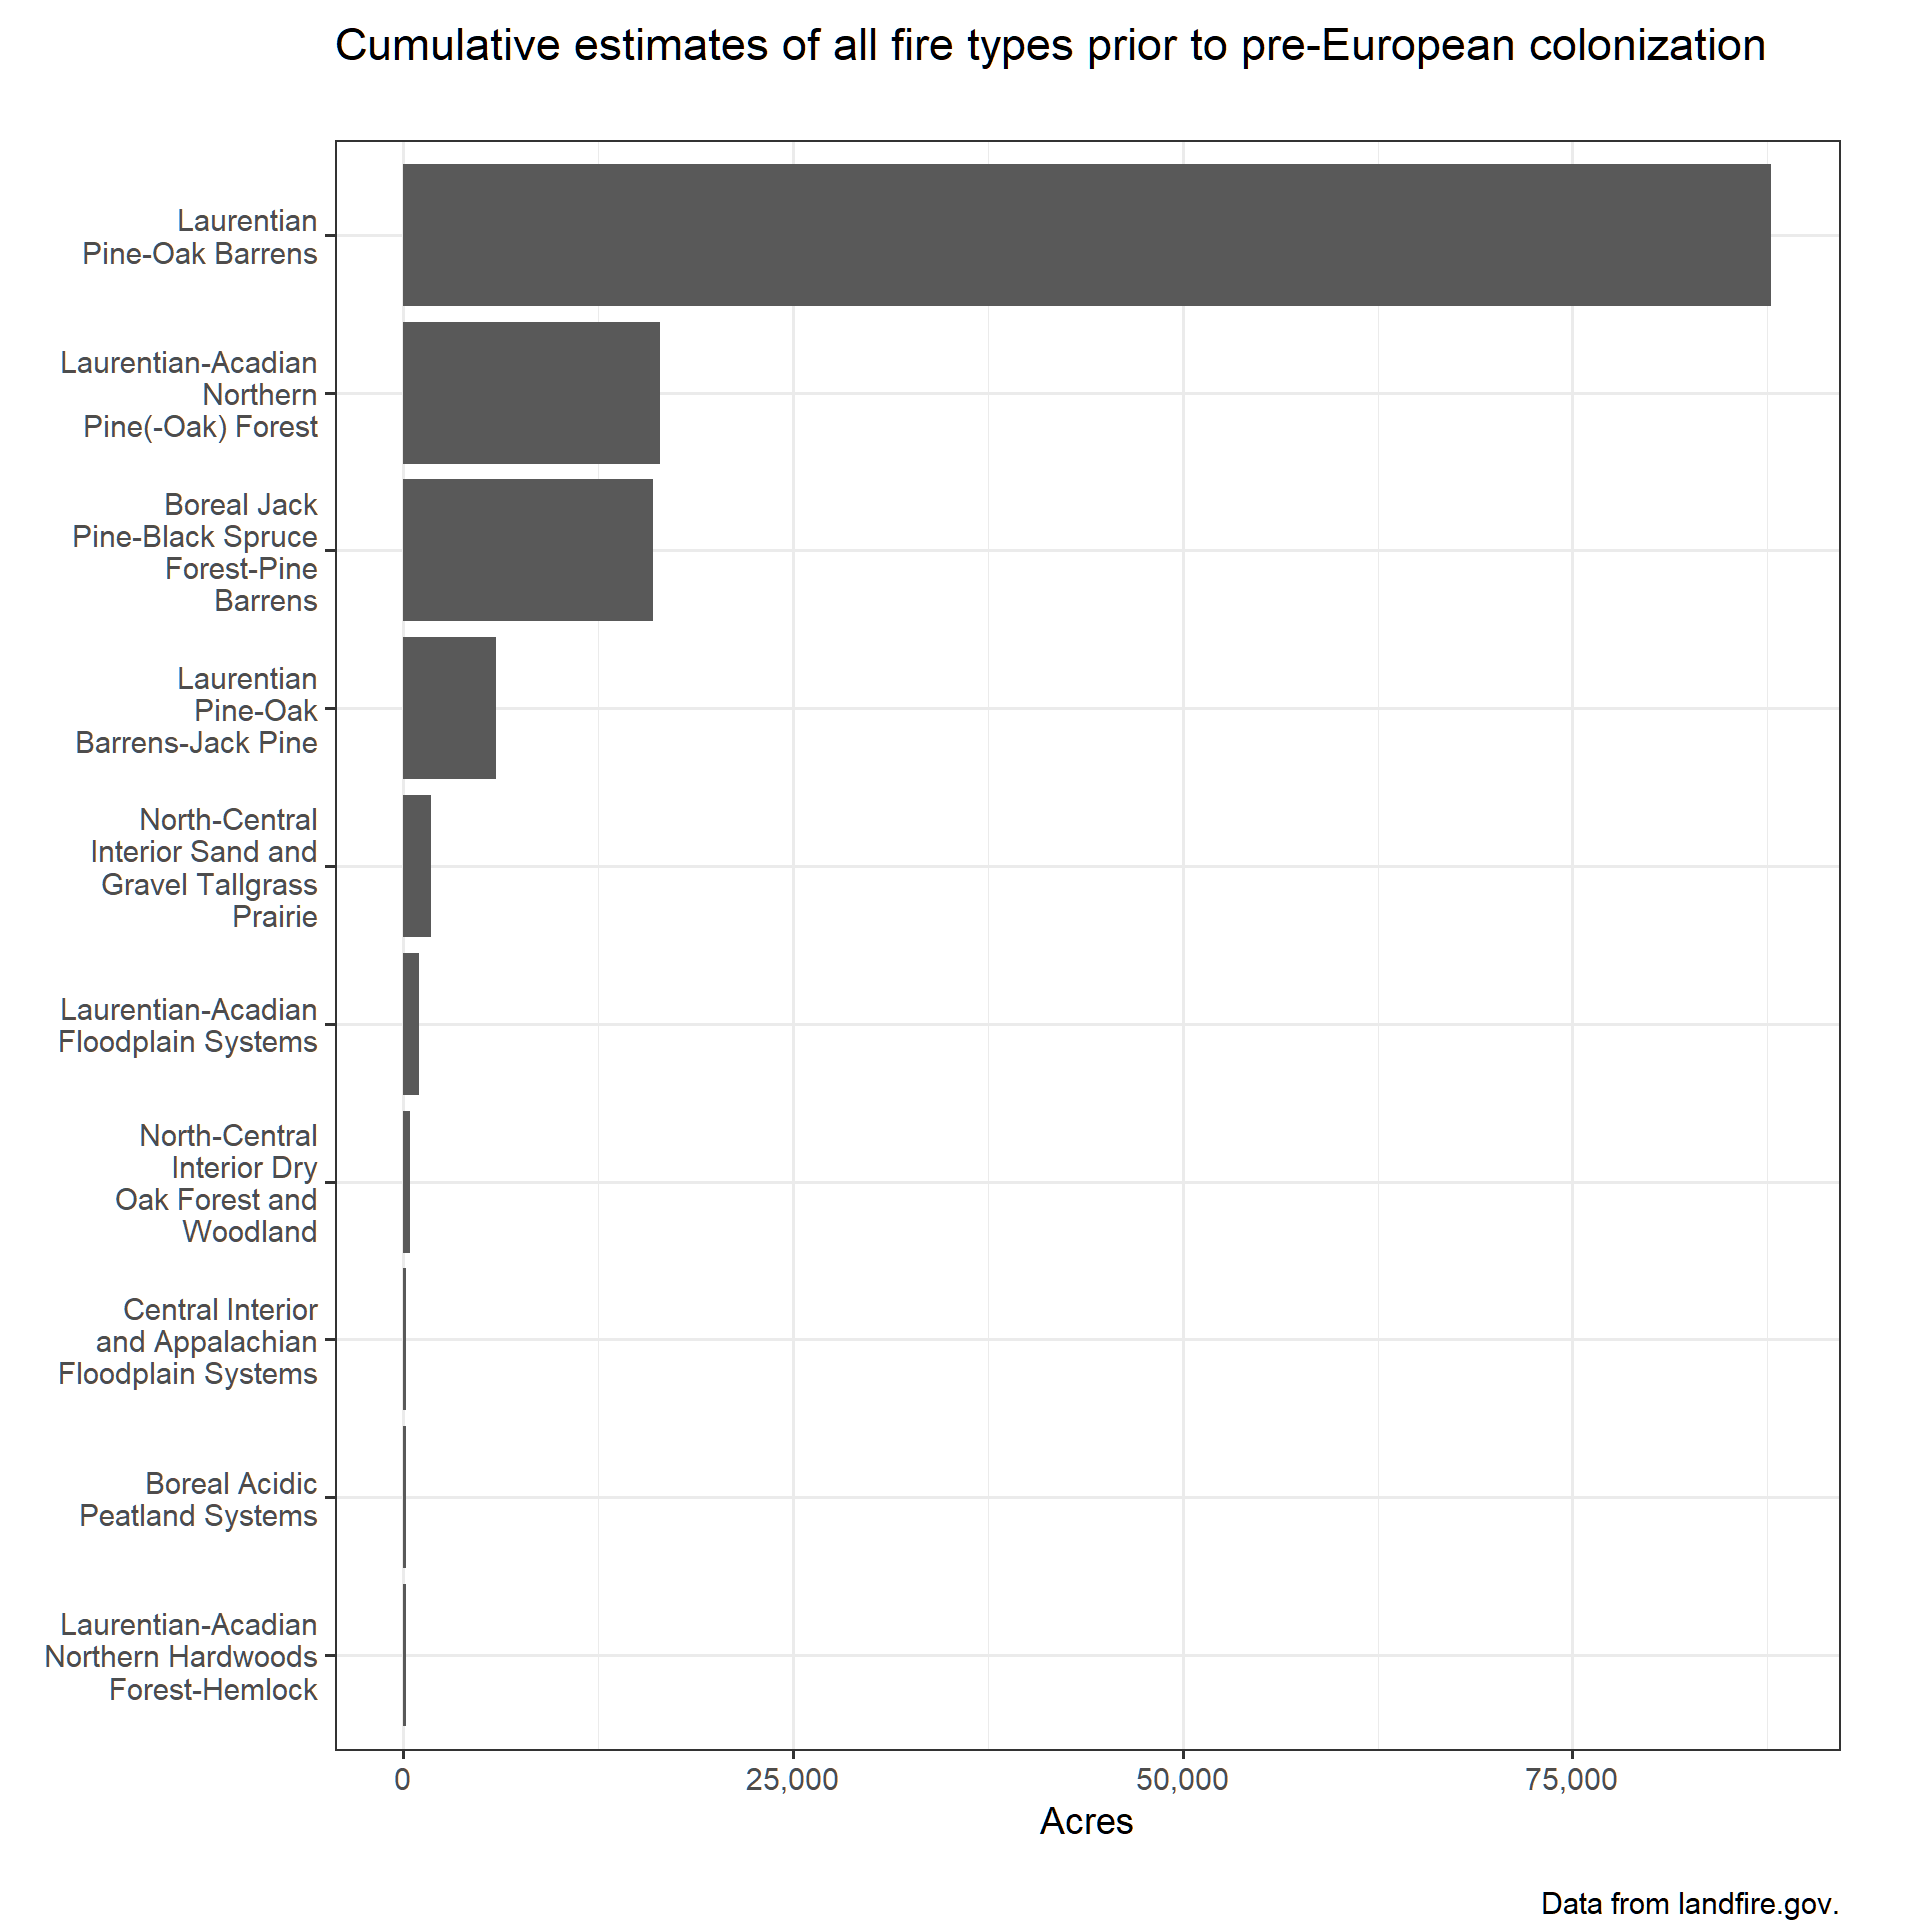 Cumulative estimates of all fire types prior to pre-European colonization
Laurentian
Pine-Oak Barrens
Laurentian-Acadian
Northern
Pine(-Oak) Forest
Boreal Jack
Pine-Black Spruce
Forest-Pine
Barrens
Laurentian
Pine-Oak
Barrens-Jack Pine
North-Central
Interior Sand and
Gravel Tallgrass
Prairie
Laurentian-Acadian
Floodplain Systems
North-Central
Interior Dry
Oak Forest and
Woodland
Central Interior
and Appalachian
Floodplain Systems
Boreal Acidic
Peatland Systems
Laurentian-Acadian
Northern Hardwoods
Forest-Hemlock
0 25,000 50,000 75,000
Acres
Data from landfire.gov.